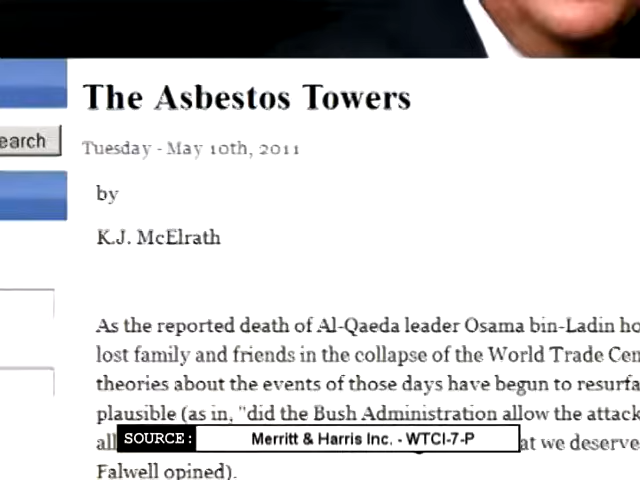 The Asbestos Towers
earch
Tuesday - May 10th, 2011
by
K.J. McElrath
As the reported death of Al-Qaeda leader Osama bin-Ladin ho
lost family and friends in the collapse of the World Trade Cen
theories about the events of those days have begun to resurfa
plausible (as in, "did the Bush Administration allow the attack
all
SOURCE: Merritt & Harris Inc. - WTCI-7-P
at we deserve
Falwell opined).